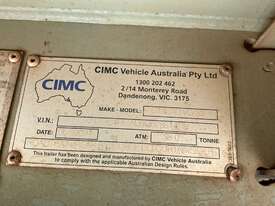 CIMC Vehicle Australia Pty Ltd
1300 202 462
2/14 Monterey Road
Dandenong, VIC. 3175
CIMC
MAKE - MODEL:
V.I.N.:
DATE: ATM: TONNE
This trailer has been designed and manufactured by CIMC Vehicle Australia
to comply with the applicable Australian Design Rules.